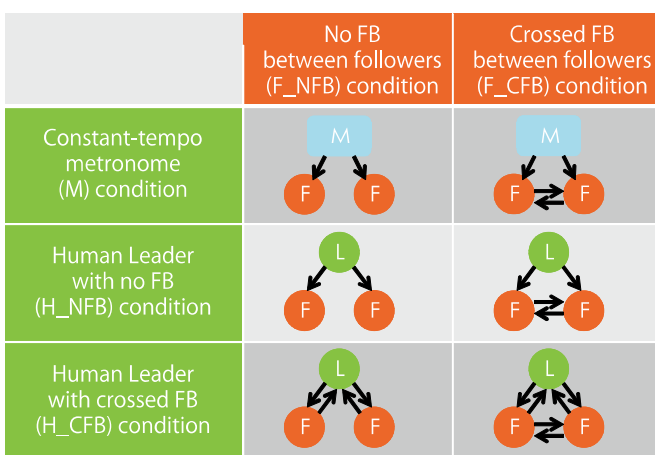 No FB
between followers
(F_NFB) condition
Crossed FB
between followers
(F_CFB) condition
Constant-tempo
metronome
(M) condition
M
F F
M
F F
Human Leader
with no FB
(H_NFB) condition
L
F F
L
F F
Human Leader
with crossed FB
(H_CFB) condition
L
F F
L
F F